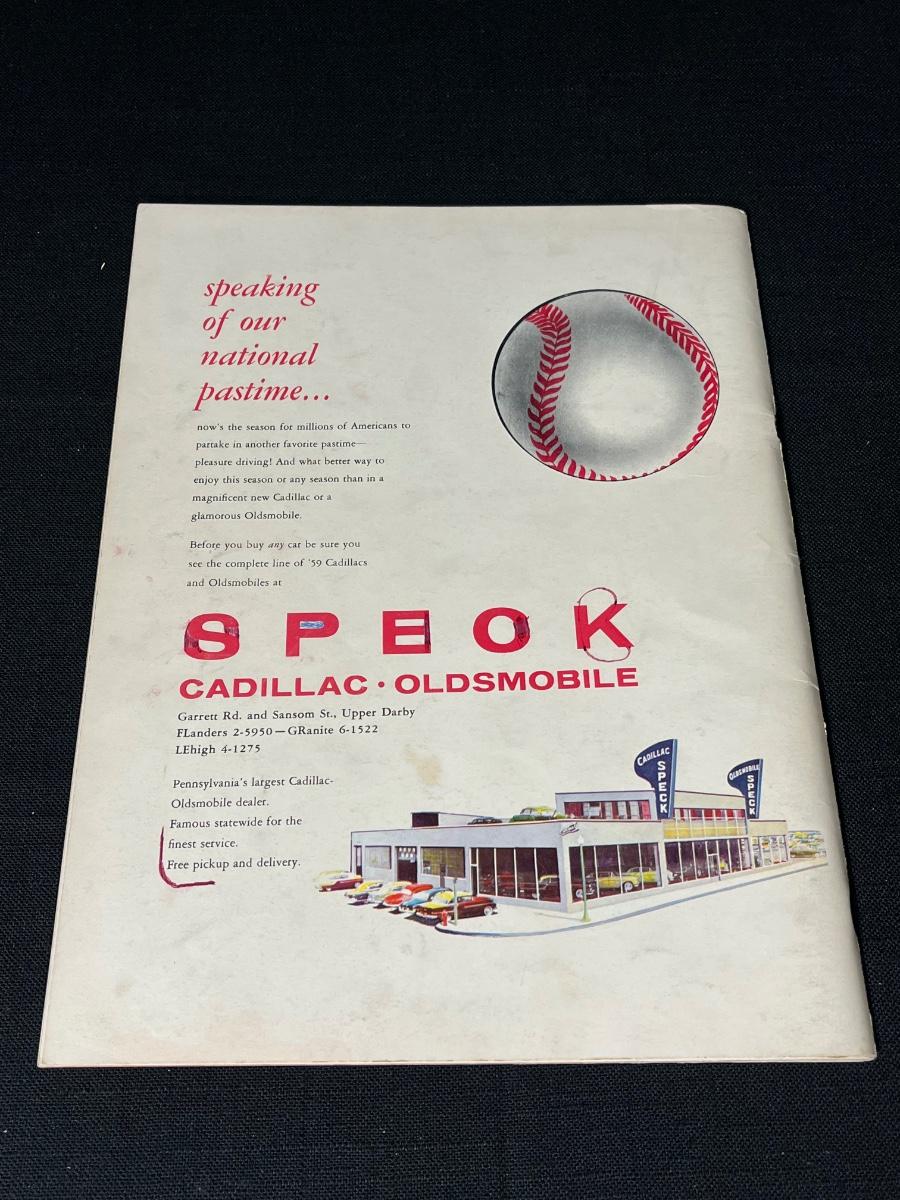 speaking
of our
national
pastime...
now's the season for millions of Americans to
partake in another favorite pastime—
pleasure driving! And what better way to
enjoy this season or any season than in a
magnificent new Cadillac or a
glamorous Oldsmobile.
Before you buy any car be sure you
see the complete line of '59 Cadillacs
and Oldsmobiles at
SPEOK
CADILLAC · OLDSMOBILE
Garrett Rd. and Sansom St., Upper Darby
FLanders 2-5950—GRanite 6-1522
LEhigh 4-1275
Pennsylvania's largest Cadillac-
Oldsmobile dealer.
Famous statewide for the
finest service.
Free pickup and delivery.
CADILLAC
SPECK
OLDSMOBILE
SPECK